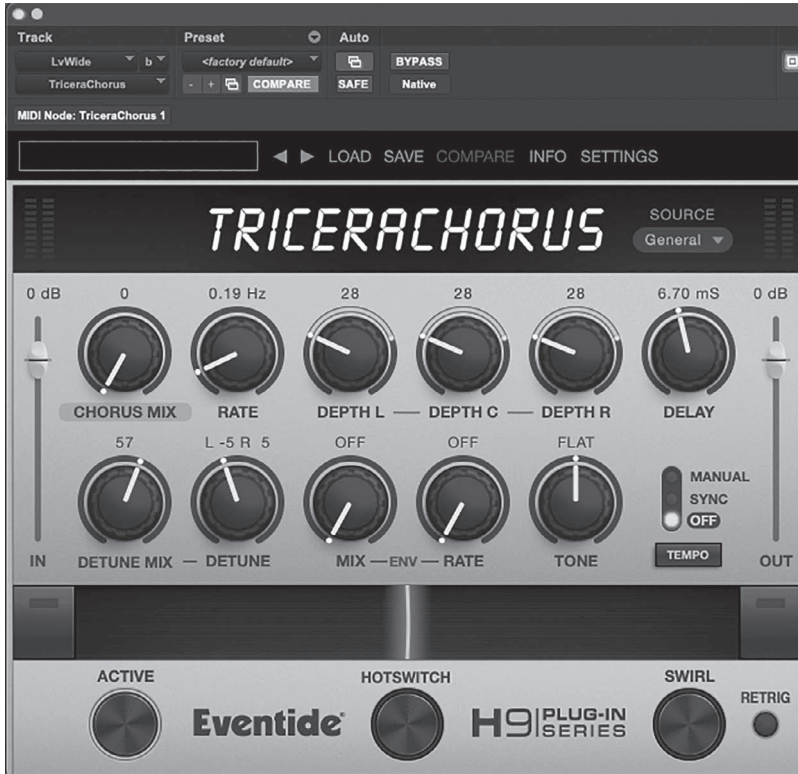 Track Preset Auto
LvWide b <factory default> BYPASS
TriceraChorus - + COMPARE SAFE Native
MIDI Node: TriceraChorus 1
LOAD SAVE COMPARE INFO SETTINGS
TRICERACHORUS
SOURCE
General
0 dB 0 0.19 Hz 28 28 28 6.70 mS 0 dB
CHORUS MIX RATE DEPTH L DEPTH C DEPTH R DELAY
57 L -5 R 5 OFF OFF FLAT
MANUAL
SYNC
OFF
TEMPO
IN DETUNE MIX DETUNE MIX ENV RATE TONE OUT
ACTIVE HOTSWITCH SWIRL
RETRIG
Eventide® H9 PLUG-IN SERIES